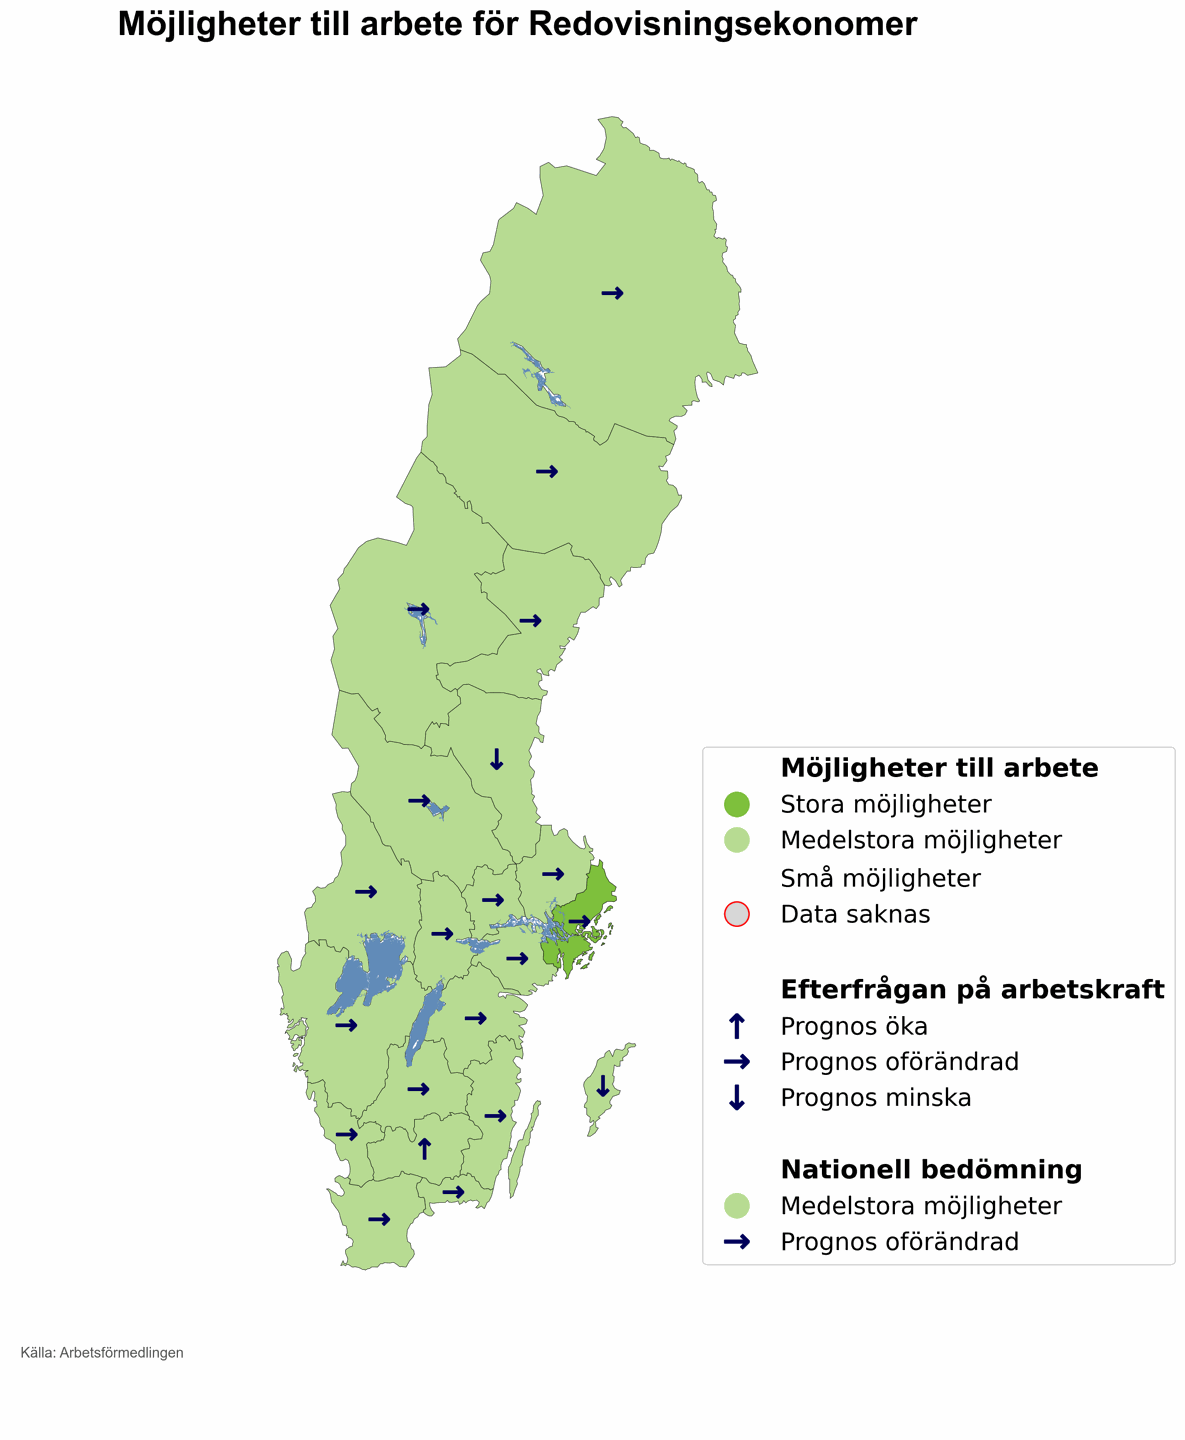 Möjligheter till arbete för Redovisningsekonomer
Möjligheter till arbete
Stora möjligheter
Medelstora möjligheter
Små möjligheter
Data saknas
Efterfrågan på arbetskraft
Prognos öka
Prognos oförändrad
Prognos minska
Nationell bedömning
Medelstora möjligheter
Prognos oförändrad
Källa: Arbetsförmedlingen